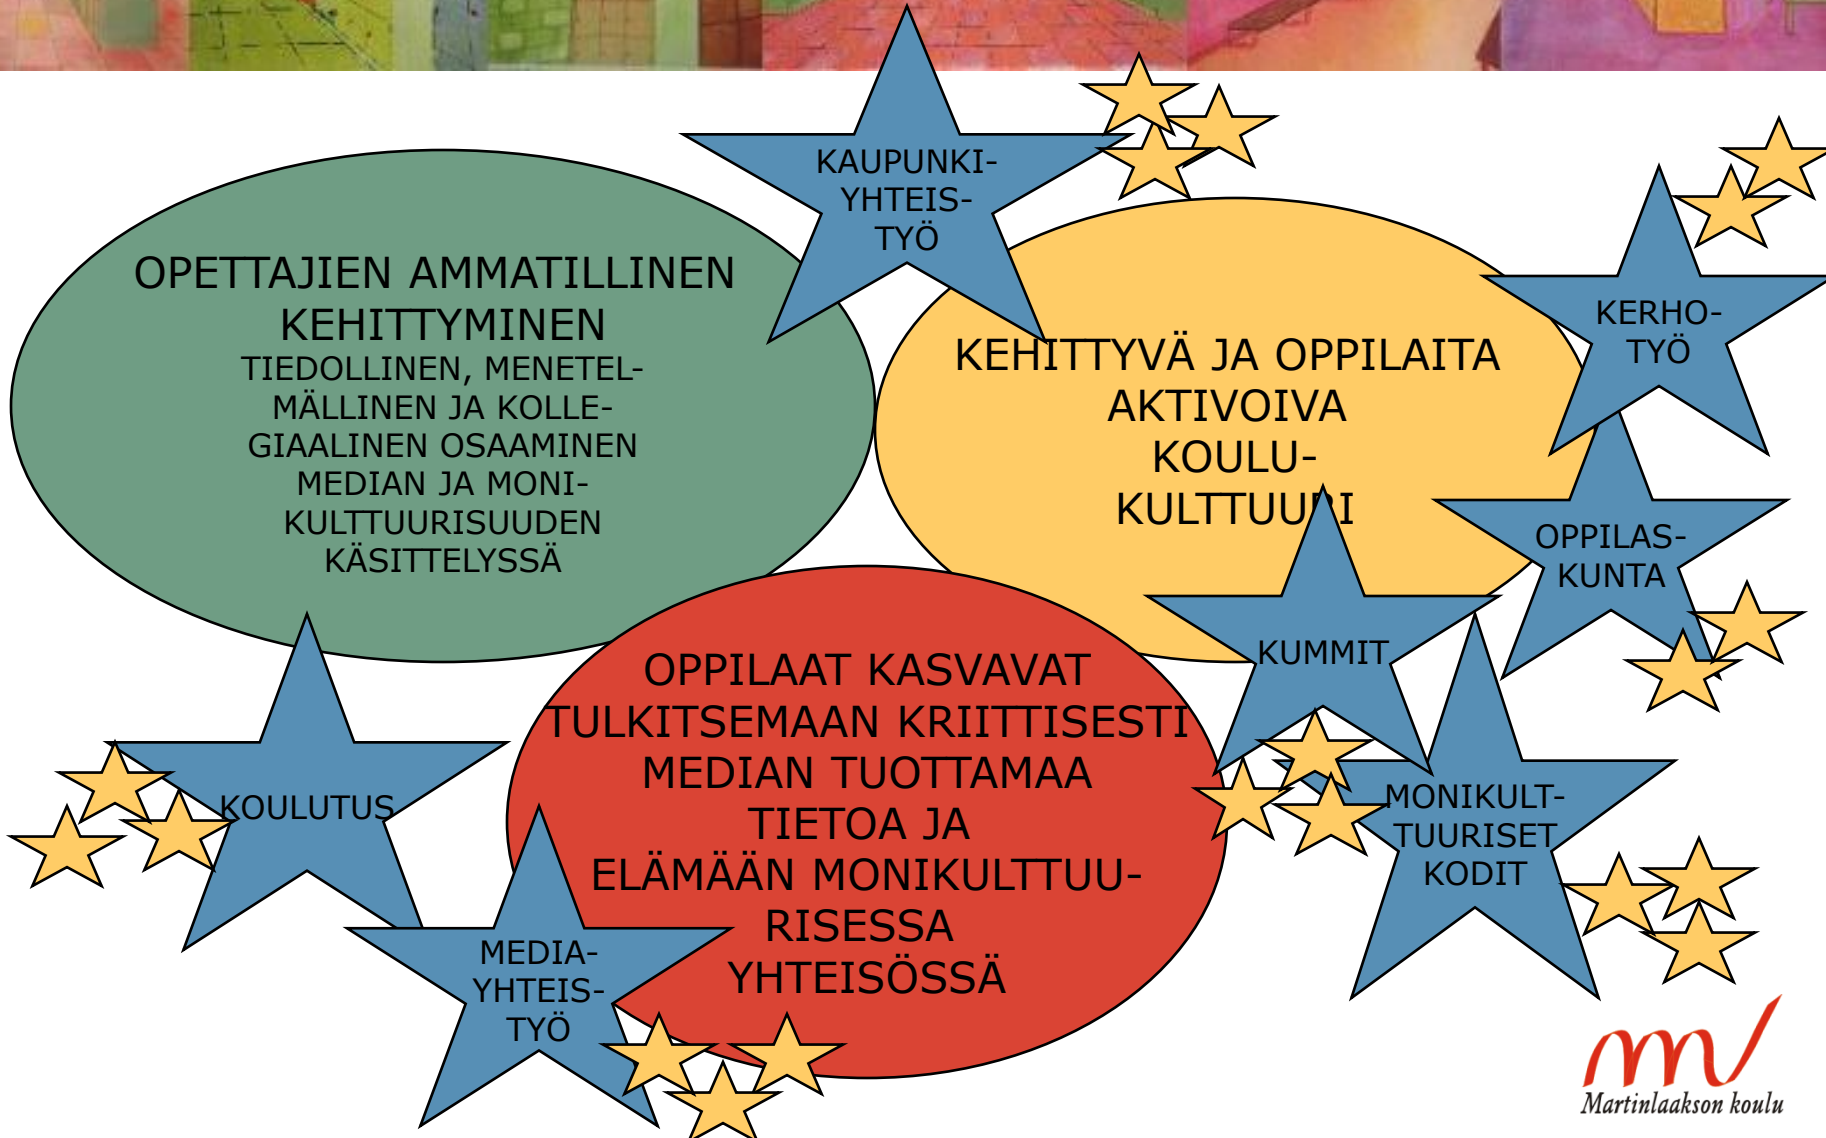 KAUPUNKI-
YHTEIS-
TYÖ
OPETTAJIEN AMMATILLINEN
KEHITTYMINEN
TIEDOLLINEN, MENETEL-
MÄLLINEN JA KOLLE-
GIAALINEN OSAAMINEN
MEDIAN JA MONI-
KULTTUURISUUDEN
KÄSITTELYSSÄ
KEHITTYVÄ JA OPPILAITA
AKTIVOIVA
KOULU-
KULTTUURI
KERHO-
TYÖ
OPPILAS-
KUNTA
KUMMIT
OPPILAAT KASVAVAT
TULKITSEMAAN KRIITTISESTI
MEDIAN TUOTTAMAA
TIETOA JA
ELÄMÄÄN MONIKULTTUU-
RISESSA
YHTEISÖSSÄ
KOULUTUS
MONIKULT-
TUURISET
KODIT
MEDIA-
YHTEIS-
TYÖ
Martinlaakson koulu